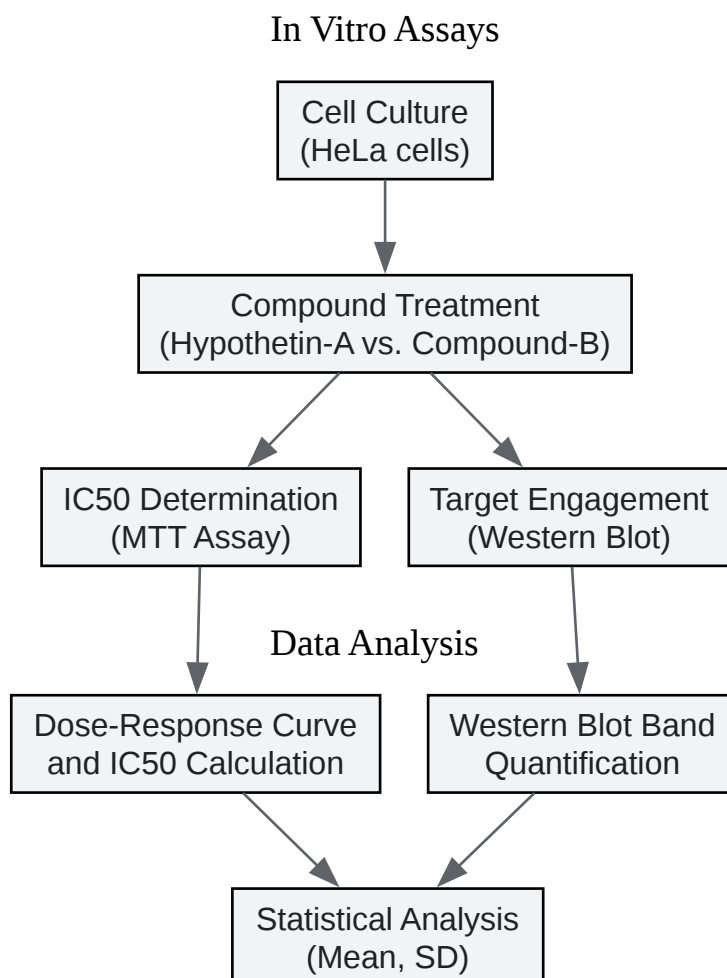 In Vitro Assays
Cell Culture
(HeLa cells)
Compound Treatment
(Hypothetin-A vs. Compound-B)
IC50 Determination
(MTT Assay)
Target Engagement
(Western Blot)
Data Analysis
Dose-Response Curve
and IC50 Calculation
Western Blot Band
Quantification
Statistical Analysis
(Mean, SD)